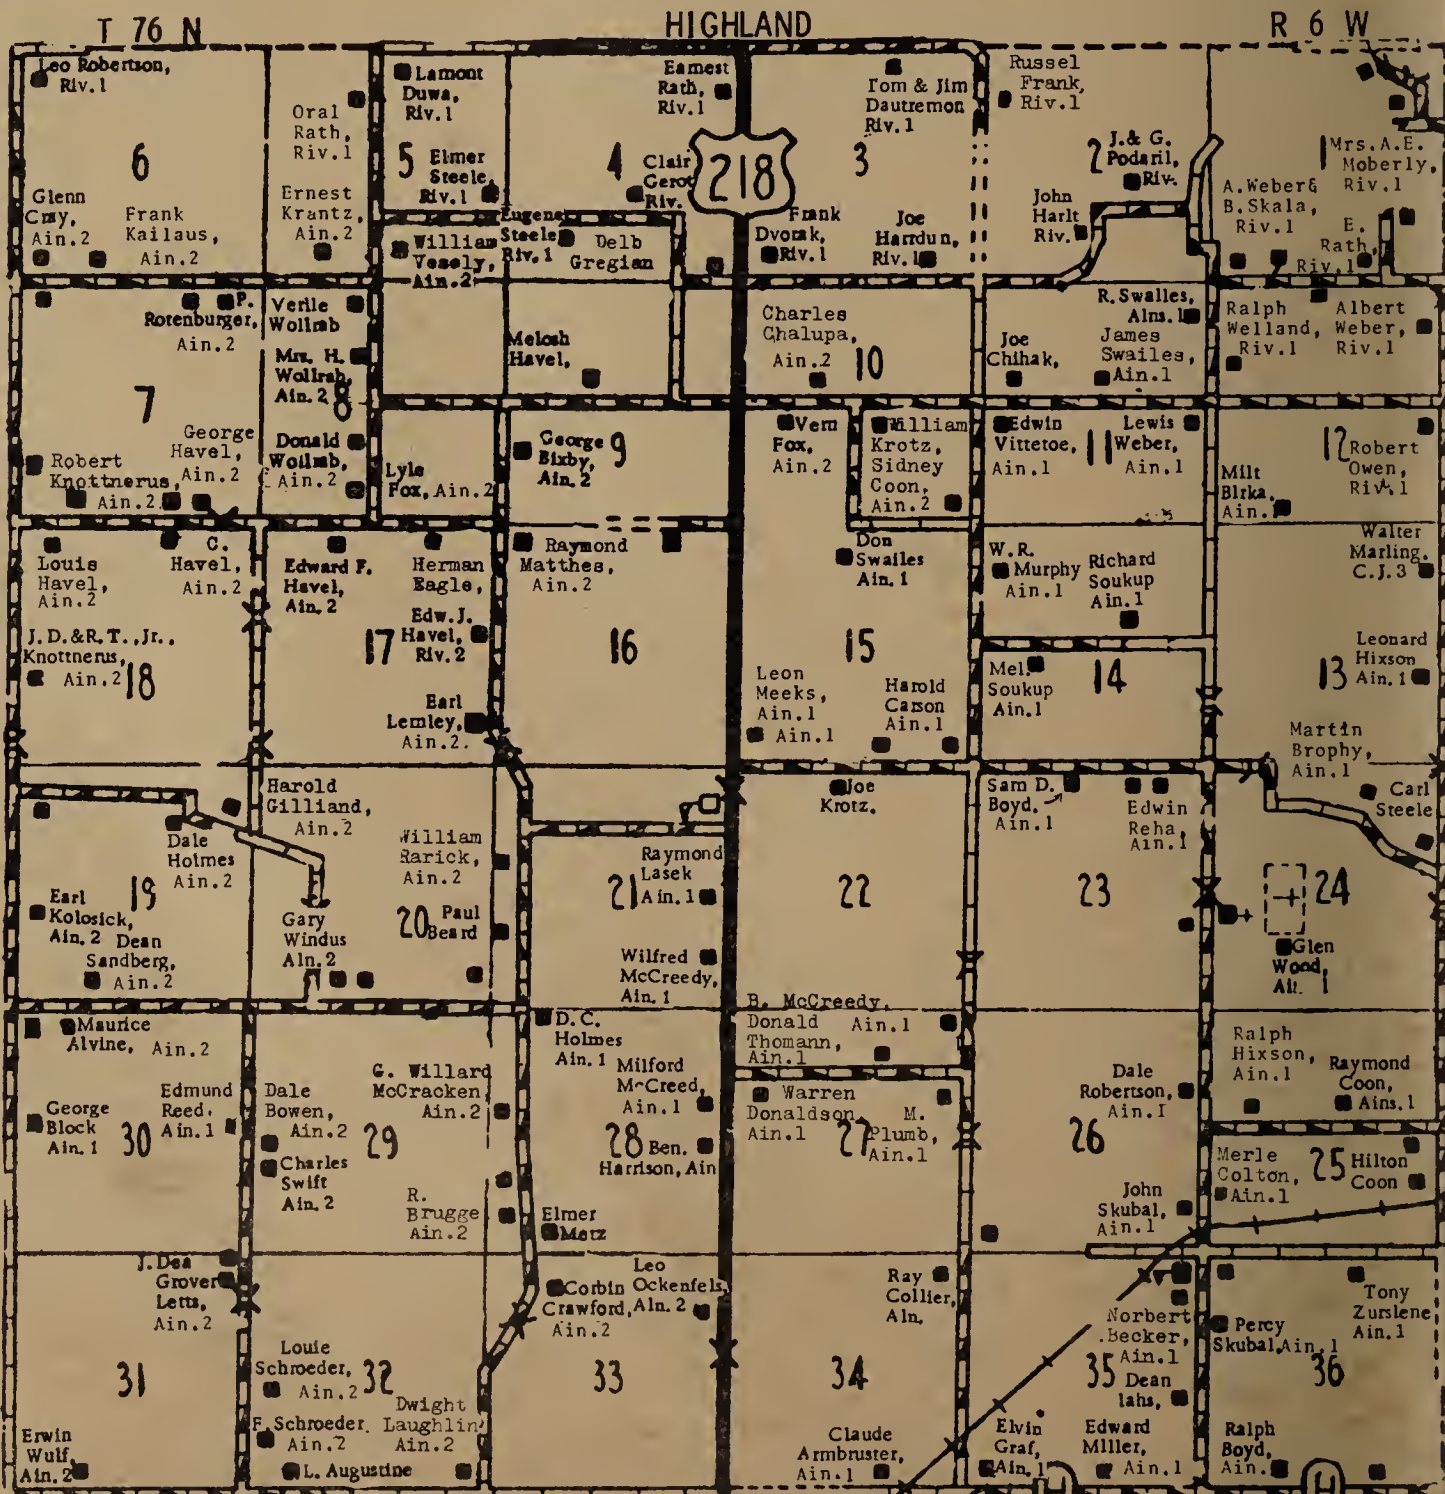 T 76 N
HIGHLAND
R 6 W
Leo Robertson,
Riv.1
Oral
Rath,
Riv.1
6
Glenn
Cray,
Ain.2
Frank
Kailaus,
Ain.2
Ernest
Krantz,
Ain.2
Lamont
Duwa,
Riv.1
5
Elmer
Steele,
Riv.1
William
Vesely,
Ain.2
Eugene
Steele
Riv.1
Delb
Gregian
4
Earnest
Rath,
Riv.1
Clair
Gerot
Riv.
218
Tom & Jim
Dautremon
Riv.1
3
Frank
Dvorak,
Riv.1
Joe
Hardun,
Riv.1
Russel
Frank,
Riv.1
2
J.& G.
Podaril,
Riv.
John
Harlt
Riv.
1
Mrs.A.E.
Moberly,
Riv.1
A.Weber&
B.Skala,
Riv.1
E.
Rath,
Riv.1
P.
Rotenburger,
Ain.2
Verile
Wollrab
Mrs. H.
Wollrab,
Ain.2
8
7
George
Havel,
Ain.2
Robert
Knottnerus,
Ain.2
Donald
Wollrab,
Ain.2
Lyle
Fox, Ain.2
Melosh
Havel,
George
Bixby,
Ain.2
9
Charles
Chalupa,
Ain.2
10
Vern
Fox,
Ain.2
William
Krotz,
Sidney
Coon,
Ain.2
Joe
Chihak,
R.Swalles,
Alns.1
James
Swailes,
Ain.1
Edwin
Vittetoe,
Ain.1
11
Lewis
Weber,
Ain.1
Ralph
Welland,
Riv.1
Albert
Weber,
Riv.1
12
Robert
Owen,
Riv.1
Milt
Birka,
Ain.1
Louis
Havel,
Ain.2
C.
Havel,
Ain.2
J.D.&R.T.,Jr.,
Knottnerus,
Ain.2
18
Edward F.
Havel,
Ain.2
Herman
Eagle,
17
Edw.J.
Havel,
Riv.2
Earl
Lemley,
Ain.2.
Raymond
Matthes,
Ain.2
16
Don
Swailes
Ain.1
15
Leon
Meeks,
Ain.1
Ain.1
Harold
Carson
Ain.1
W.R.
Murphy
Ain.1
Richard
Soukup
Ain.1
Mel.
Soukup
Ain.1
14
Walter
Marling.
C.J.3
13
Leonard
Hixson
Ain.1
Martin
Brophy,
Ain.1
Carl
Steele
Dale
Holmes
Ain.2
Harold
Gilliand,
Ain.2
19
Earl
Kolosick,
Ain.2
Dean
Sandberg,
Ain.2
Gary
Windus
Aln.2
William
Rarick,
Ain.2
20
Paul
Beard
21
Raymond
Lasek
Ain.1
Wilfred
McCreedy,
Ain.1
Joe
Krotz.
22
Sam D.
Boyd.
Ain.1
Edwin
Reha,
Ain.1
23
24
Glen
Wood,
Ain. 1
Maurice
Alvine, Ain.2
George
Block
Ain.1
30
Edmund
Reed.
Ain.1
Dale
Bowen,
Ain.2
Charles
Swift
Ain.2
29
G. Willard
McCracken
Ain.2
R.
Brugge
Ain.2
D.C.
Holmes
Ain.1
Milford
McCreed,
Ain.1
28
Ben.
Harrison, Ain
Elmer
Metz
B. McCreedy,
Ain.1
Donald
Thomann,
Ain.1
Warren
Donaldson,
Ain.1
27
M.
Plumb,
Ain.1
Dale
Robertson,
Ain.1
26
John
Skubal,
Ain.1
Ralph
Hixson,
Ain.1
Raymond
Coon,
Ains.1
Merle
Colton,
Ain.1
25
Hilton
Coon
J.Dea
Grover
Letts,
Ain.2
31
Erwin
Wulf,
Ain.2
Louie
Schroeder,
Ain.2
32
F.Schroeder.
Ain.2
Dwight
Laughlin
Ain.2
L. Augustine
Corbin
Crawford,
Ain.2
Leo
Ockenfels,
Aln.2
33
Ray
Collier,
Aln.
34
Claude
Armbruster,
Ain.1
Norbert
Becker,
Ain.1
35
Dean
Elvin
Graf,
Ain.1
Edward
Miller,
Ain.1
H
Percy
Skubal, Ain.1
Tony
Zurslene
Ain.1
36
Ralph
Boyd,
Ain.
H